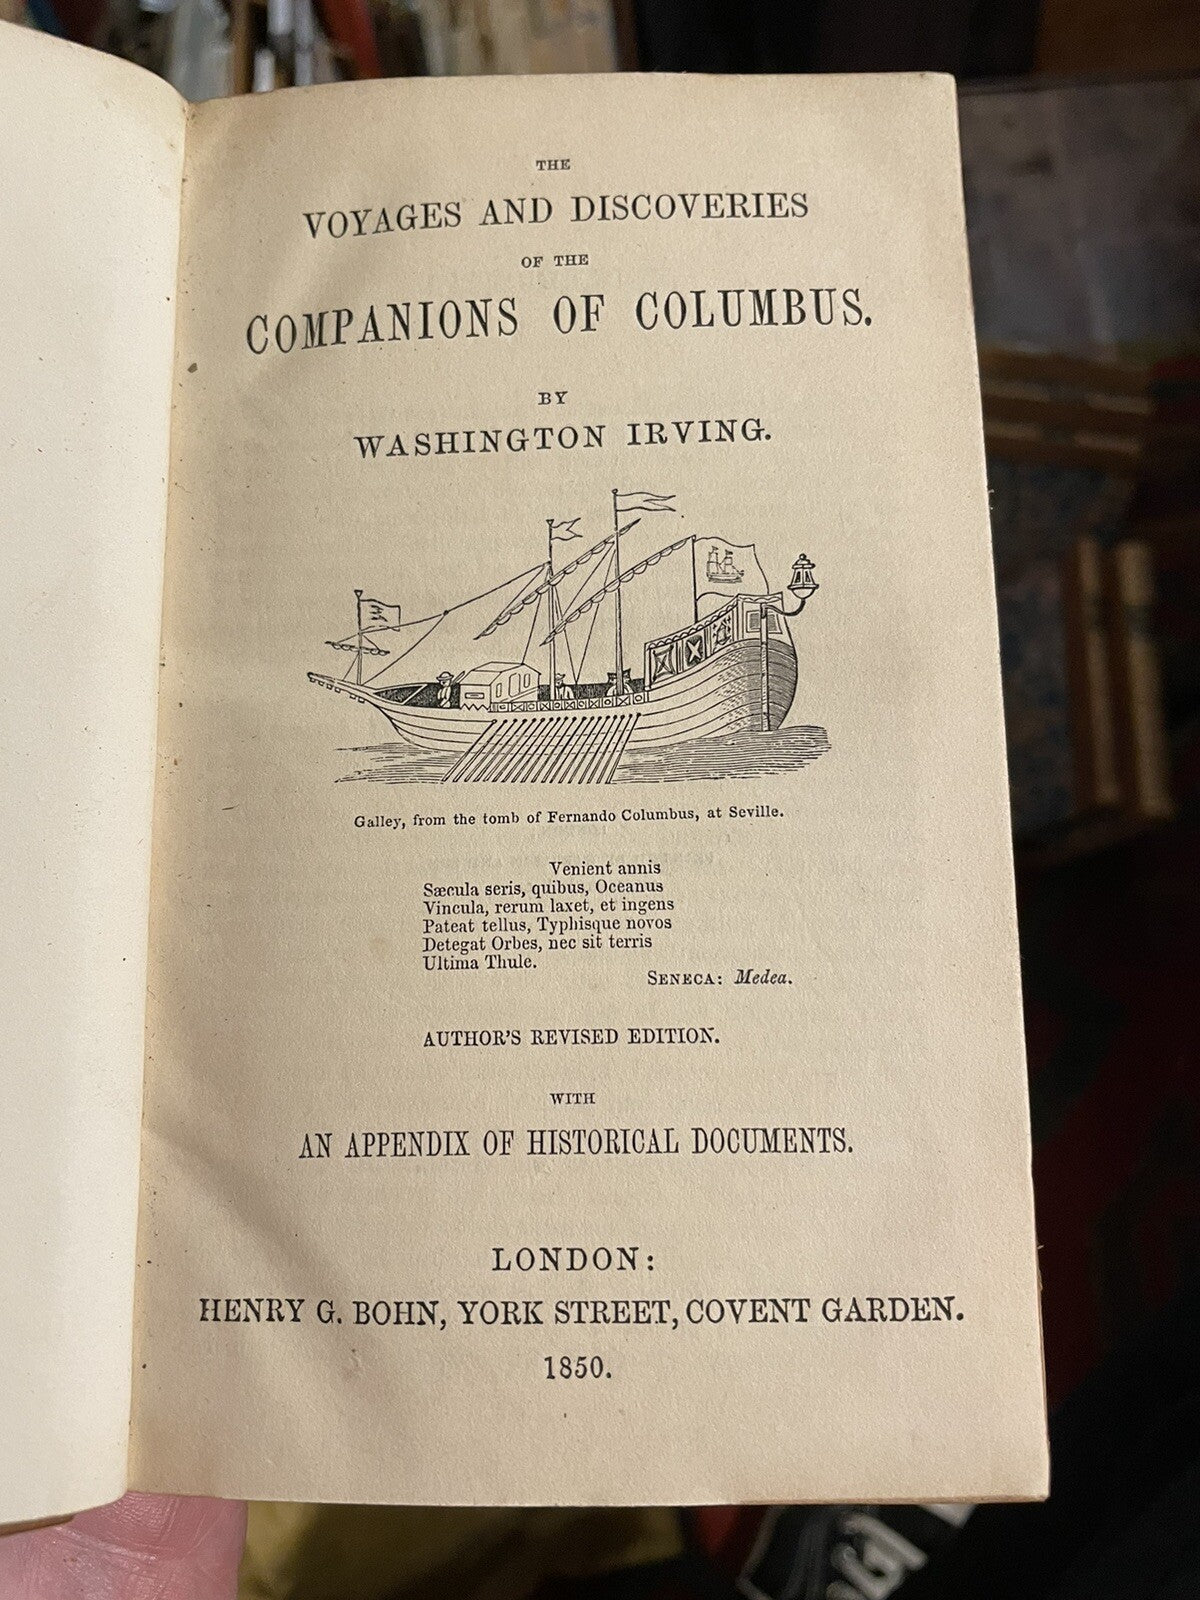 THE
VOYAGES AND DISCOVERIES
OF THE
COMPANIONS OF COLUMBUS.
BY
WASHINGTON IRVING.
Galley, from the tomb of Fernando Columbus, at Seville.
Venient annis
Sæcula seris, quibus, Oceanus
Vincula, rerum laxet, et ingens
Pateat tellus, Typhisque novos
Detegat Orbes, nec sit terris
Ultima Thule.
SENECA: Medea.
AUTHOR'S REVISED EDITION.
WITH
AN APPENDIX OF HISTORICAL DOCUMENTS.
LONDON:
HENRY G. BOHN, YORK STREET, COVENT GARDEN.
1850.